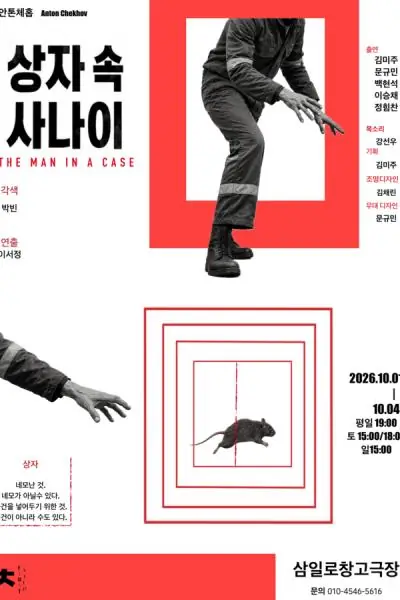 안톤체홉 Anton Chekhov
상자 속
사나이
THE MAN IN A CASE
각색
박빈
연출
이서정
출연
김미주
문규민
백현석
이승채
정힘찬
목소리
강선우
기획
김미주
조명디자인
김채린
무대 디자인
문규민
2026.10.01
|
10.04
평일 19:00
토 15:00/18:0
일15:00
상자
네모난 것.
네모가 아닐수 있다.
건을 넣어두기 위한 것.
건이 아니라 수도 있다.
삼일로창고극장
문의 010-4546-5616